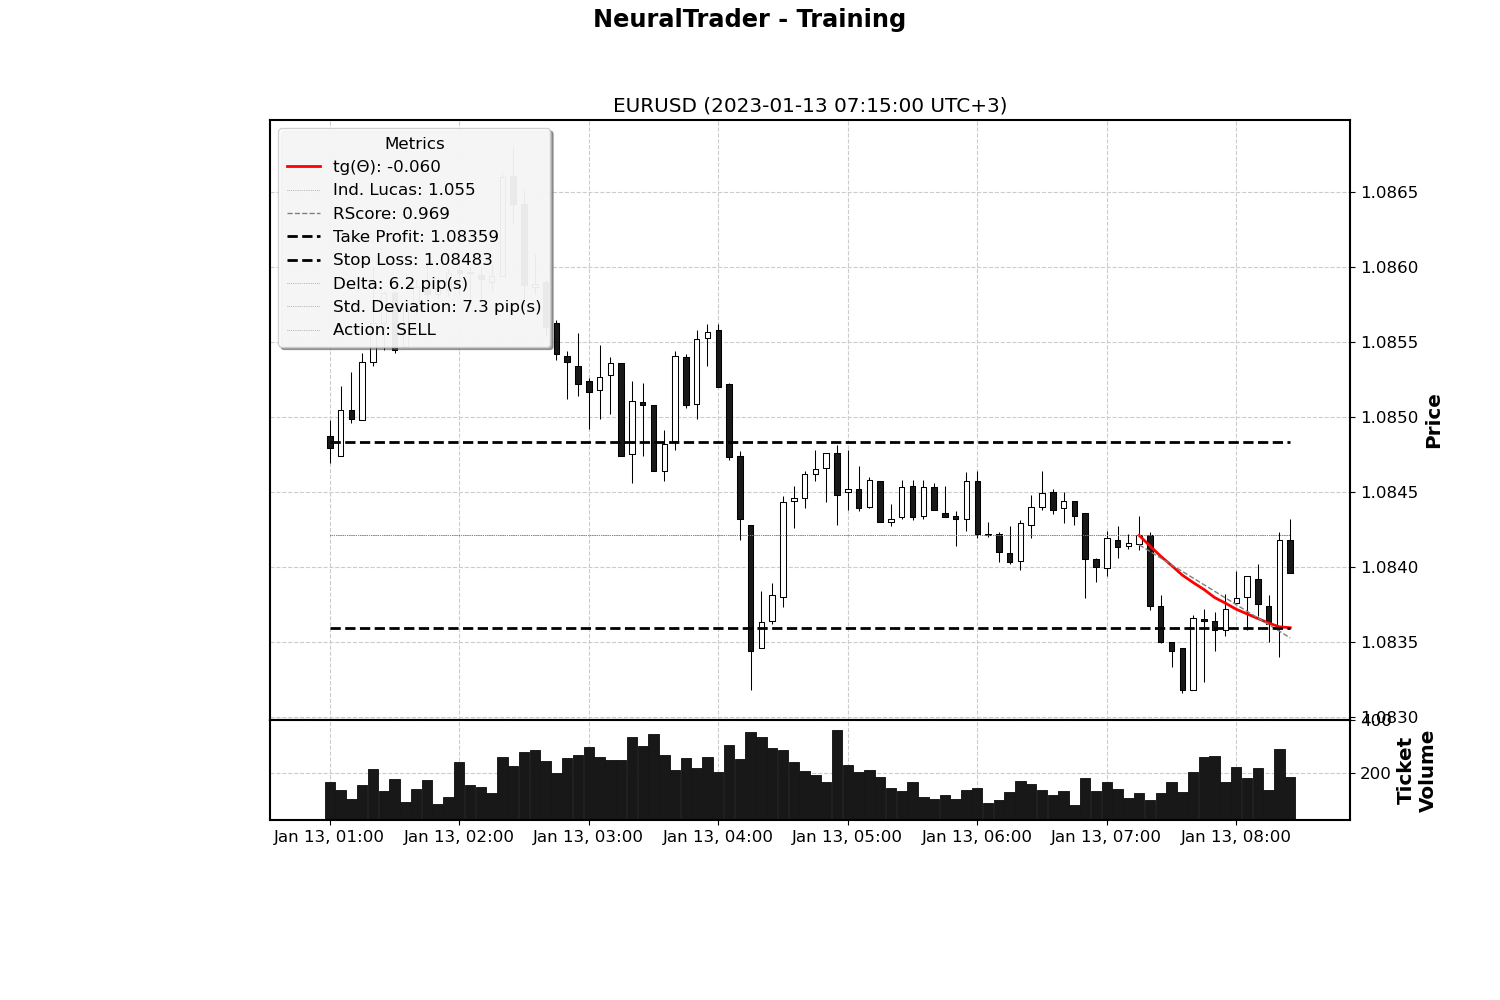 NeuralTrader - Training
EURUSD (2023-01-13 07:15:00 UTC+3)
Metrics
tg(Θ): -0.060
Ind. Lucas: 1.055
RScore: 0.969
Take Profit: 1.08359
Stop Loss: 1.08483
Delta: 6.2 pip(s)
Std. Deviation: 7.3 pip(s)
Action: SELL
1.0865
1.0860
1.0855
1.0850
1.0845
1.0840
1.0835
1.0830
Price
400
200
Ticket
Volume
Jan 13, 01:00
Jan 13, 02:00
Jan 13, 03:00
Jan 13, 04:00
Jan 13, 05:00
Jan 13, 06:00
Jan 13, 07:00
Jan 13, 08:00